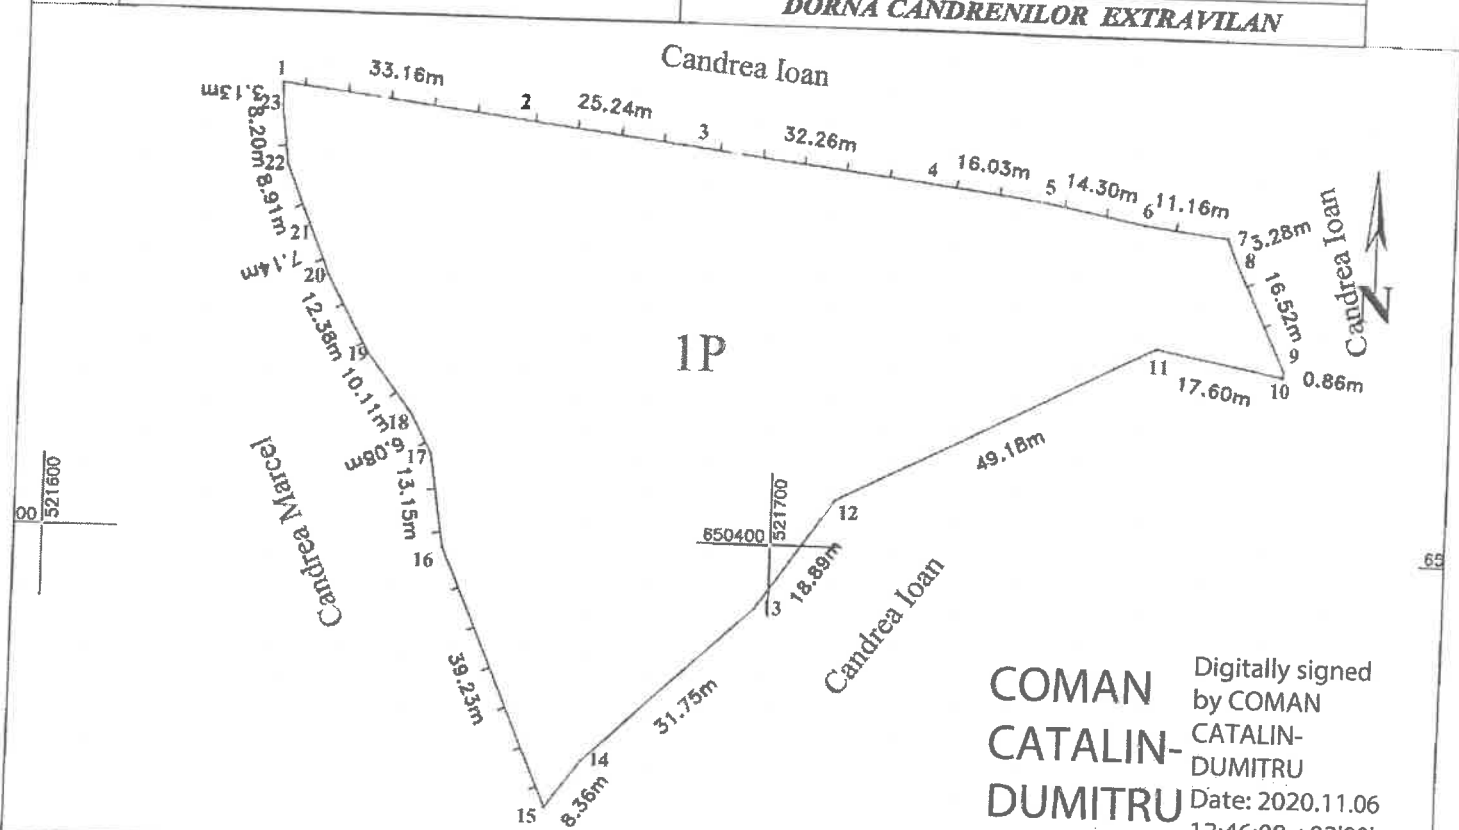 DORNA CANDRENILOR EXTRAVILAN
Candrea Ioan
1
33.16m
2
25.24m
3
32.26m
4
16.03m
5
14.30m
6
11.16m
7
3.28m
8
16.52m
9
0.86m
10
17.60m
11
49.18m
12
18.89m
3
31.75m
14
8.36m
15
39.23m
16
13.15m
17
6.08m
18
10.11m
19
12.38m
20
7.14m
21
8.91m
22
8.20m
23
3.13m
1P
Candrea Ioan
N
Candrea Marcel
Candrea Ioan
00
521600
650400
521700
65
COMAN
CATALIN-
DUMITRU
Digitally signed
by COMAN
CATALIN-
DUMITRU
Date: 2020.11.06